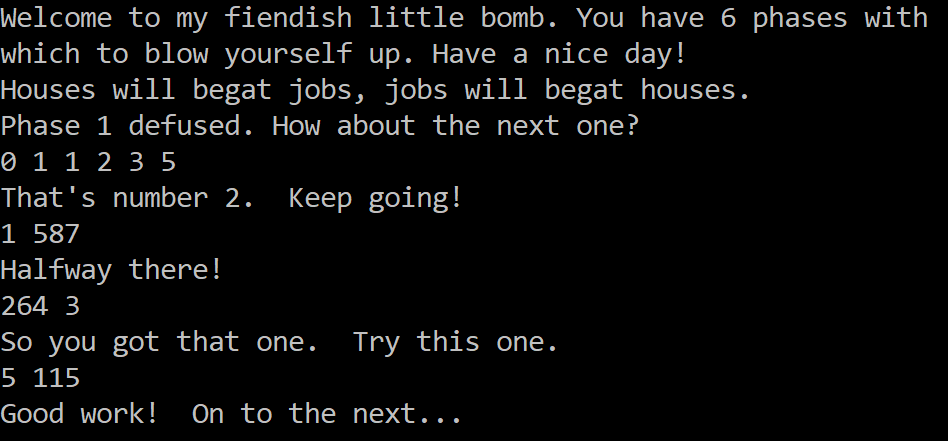 Welcome to my fiendish little bomb. You have 6 phases with
which to blow yourself up. Have a nice day!
Houses will begat jobs, jobs will begat houses.
Phase 1 defused. How about the next one?
0 1 1 2 3 5
That's number 2.  Keep going!
1 587
Halfway there!
264 3
So you got that one.  Try this one.
5 115
Good work!  On to the next...